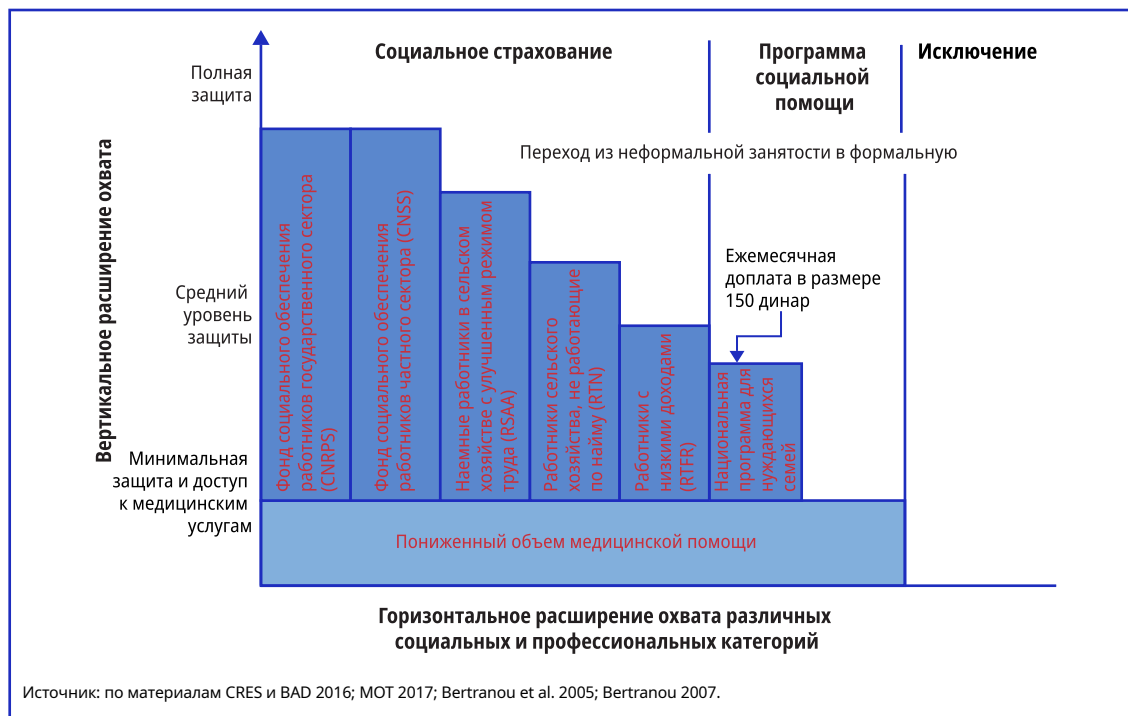 Социальное страхование
Программа
социальной
помощи
Исключение
Полная
защита
Переход из неформальной занятости в формальную
Вертикальное расширение охвата
Средний
уровень
защиты
Минимальная
защита и доступ
к медицинским
услугам
Фонд социального обеспечения
работников государственного сектора
(CNRPS)
Фонд социального обеспечения
работников частного сектора (CNSS)
Наемные работники в сельском
хозяйстве с улучшенным режимом
труда (RSAA)
Работники сельского
хозяйства, не работающие
по найму (RTN)
Работники с
низкими доходами
(RTFR)
Ежемесячная
доплата в размере
150 динар
Национальная
программа для
нуждающихся
семей
Пониженный объем медицинской помощи
Горизонтальное расширение охвата различных
социальных и профессиональных категорий
Источник: по материалам CRES и BAD 2016; МОТ 2017; Bertranou et al. 2005; Bertranou 2007.